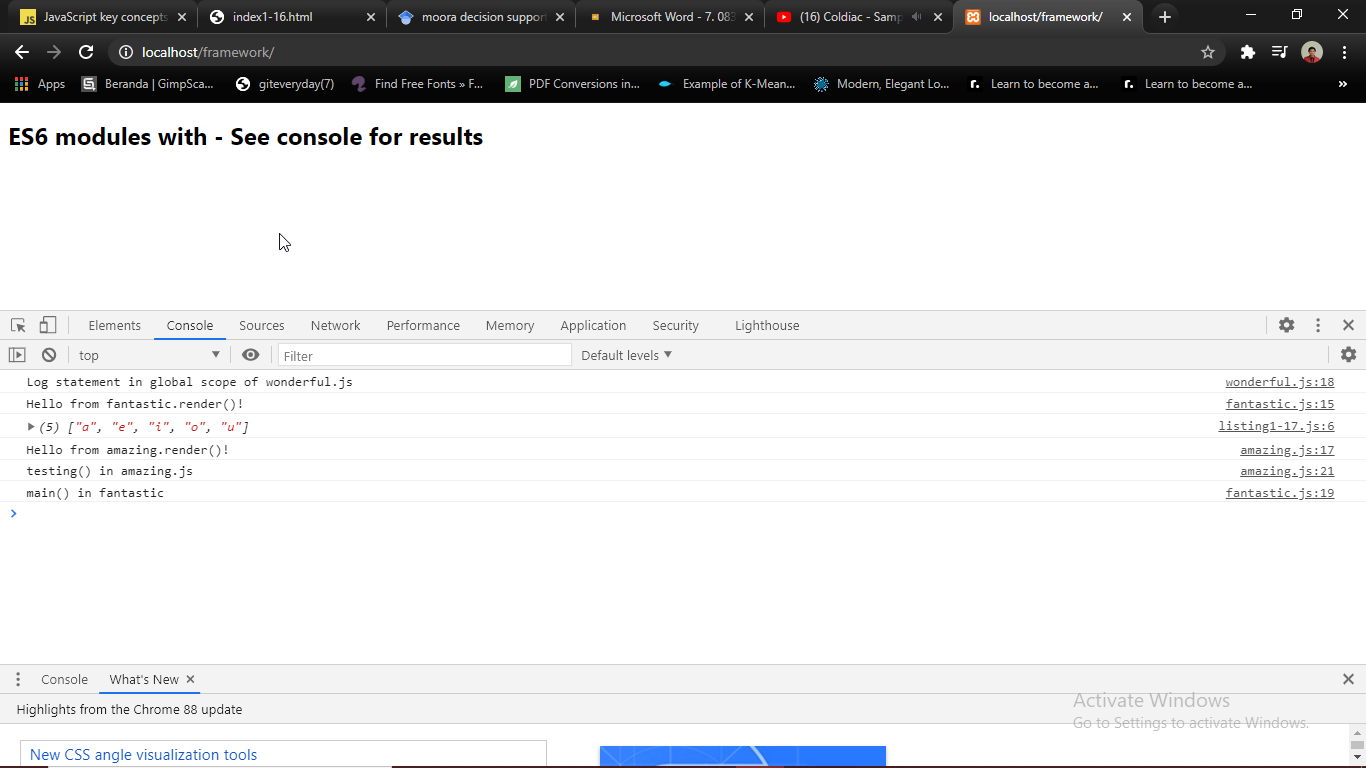 JavaScript key concepts
index1-16.html
moora decision support
Microsoft Word - 7. 083
(16) Coldiac - Samp
localhost/framework/
localhost/framework/
Apps
Beranda | GimpSca...
giteveryday(7)
Find Free Fonts » F...
PDF Conversions in...
Example of K-Mean...
Modern, Elegant Lo...
Learn to become a...
Learn to become a...
»
ES6 modules with - See console for results
Elements Console Sources Network Performance Memory Application Security Lighthouse
top Filter Default levels
Log statement in global scope of wonderful.js wonderful.js:18
Hello from fantastic.render()! fantastic.js:15
(5) ["a", "e", "i", "o", "u"] listing1-17.js:6
Hello from amazing.render()! amazing.js:17
testing() in amazing.js amazing.js:21
main() in fantastic fantastic.js:19
Console What's New
Highlights from the Chrome 88 update
Activate Windows
Go to Settings to activate Windows.
New CSS angle visualization tools